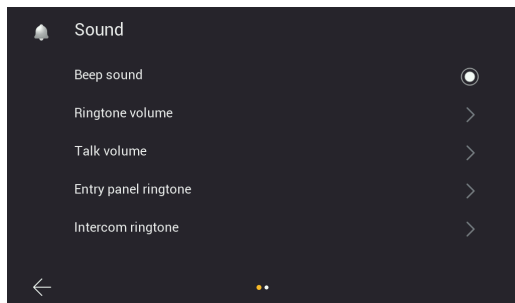 Sound
Beep sound
Ringtone volume
Talk volume
Entry panel ringtone
Intercom ringtone